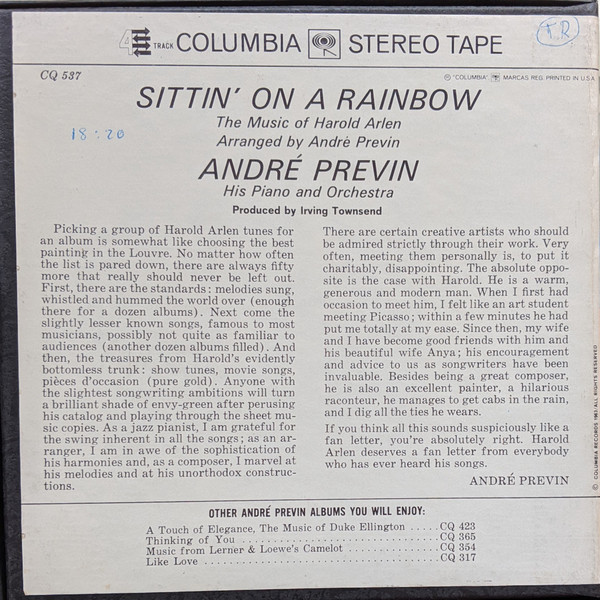 4 TRACK COLUMBIA STEREO TAPE
T.R.
CQ 537
℗ "COLUMBIA", MARCAS REG. PRINTED IN U.S.A.
SITTIN' ON A RAINBOW
The Music of Harold Arlen
18:20
Arranged by Andrè Previn
ANDRÉ PREVIN
His Piano and Orchestra
Produced by Irving Townsend
Picking a group of Harold Arlen tunes for
an album is somewhat like choosing the best
painting in the Louvre. No matter how often
the list is pared down, there are always fifty
more that really should never be left out.
First, there are the standards: melodies sung,
whistled and hummed the world over (enough
there for a dozen albums). Next come the
slightly lesser known songs, famous to most
musicians, possibly not quite as familiar to
audiences (another dozen albums filled). And
then, the treasures from Harold's evidently
bottomless trunk: show tunes, movie songs,
pièces d'occasion (pure gold). Anyone with
the slightest songwriting ambitions will turn
a brilliant shade of envy-green after perusing
his catalog and playing through the sheet mu-
sic copies. As a jazz pianist, I am grateful for
the swing inherent in all the songs; as an ar-
ranger, I am in awe of the sophistication of
his harmonies and, as a composer, I marvel at
his melodies and at his unorthodox construc-
tions.
There are certain creative artists who should
be admired strictly through their work. Very
often, meeting them personally is, to put it
charitably, disappointing. The absolute oppo-
site is the case with Harold. He is a warm,
generous and modern man. When I first had
occasion to meet him, I felt like an art student
meeting Picasso; within a few minutes he had
put me totally at my ease. Since then, my wife
and I have become good friends with him and
his beautiful wife Anya; his encouragement
and advice to us as songwriters have been
invaluable. Besides being a great composer,
he is also an excellent painter, a hilarious
raconteur, he manages to get cabs in the rain,
and I dig all the ties he wears.
If you think all this sounds suspiciously like a
fan letter, you're absolutely right. Harold
Arlen deserves a fan letter from everybody
who has ever heard his songs.
ANDRÉ PREVIN
© COLUMBIA RECORDS 1961/ALL RIGHTS RESERVED
OTHER ANDRÉ PREVIN ALBUMS YOU WILL ENJOY:
A Touch of Elegance, The Music of Duke Ellington ..... CQ 423
Thinking of You ................................ CQ 365
Music from Lerner & Loewe's Camelot ............... CQ 354
Like Love ..................................... CQ 317